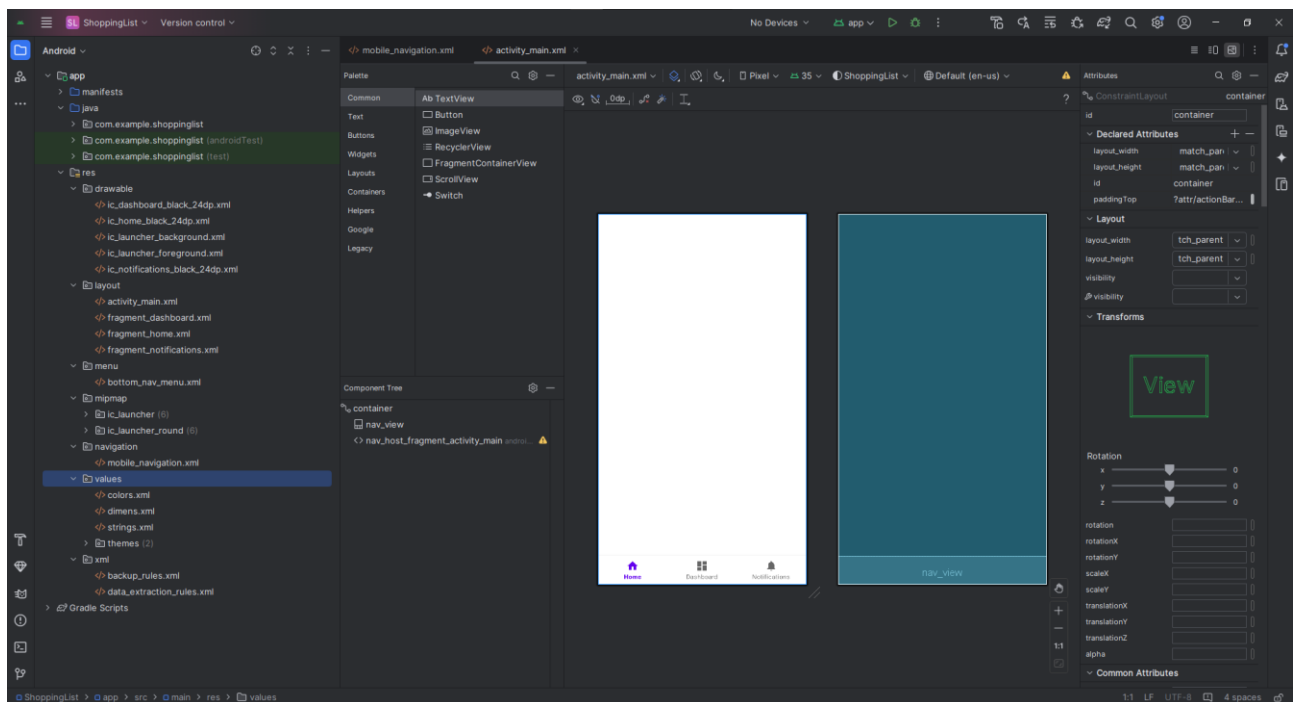 SL ShoppingList Version control No Devices app
Android
mobile_navigation.xml activity_main.xml
app
manifests
java
com.example.shoppinglist
com.example.shoppinglist (androidTest)
com.example.shoppinglist (test)
res
drawable
ic_dashboard_black_24dp.xml
ic_home_black_24dp.xml
ic_launcher_background.xml
ic_launcher_foreground.xml
ic_notifications_black_24dp.xml
layout
activity_main.xml
fragment_dashboard.xml
fragment_home.xml
fragment_notifications.xml
menu
bottom_nav_menu.xml
mipmap
ic_launcher (6)
ic_launcher_round (6)
navigation
mobile_navigation.xml
values
colors.xml
dimens.xml
strings.xml
themes (2)
xml
backup_rules.xml
data_extraction_rules.xml
Gradle Scripts
Palette
Common
Text
Buttons
Widgets
Layouts
Containers
Helpers
Google
Legacy
Ab TextView
Button
ImageView
RecyclerView
FragmentContainerView
ScrollView
Switch
Component Tree
container
nav_view
nav_host_fragment_activity_main androi...
activity_main.xml Pixel 35 ShoppingList Default (en-us)
0dp
Home Dashboard Notifications
nav_view
1:1
Attributes
ConstraintLayout container
id container
Declared Attributes
layout_width match_par
layout_height match_par
id container
paddingTop ?attr/actionBar...
Layout
layout_width tch_parent
layout_height tch_parent
visibility
visibility
Transforms
View
Rotation
x 0
y 0
z 0
rotation
rotationX
rotationY
scaleX
scaleY
translationX
translationY
translationZ
alpha
Common Attributes
ShoppingList > app > src > main > res > values 1:1 LF UTF-8 4 spaces